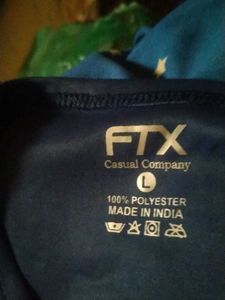 FTX
Casual Company
L
100% POLYESTER
MADE IN INDIA